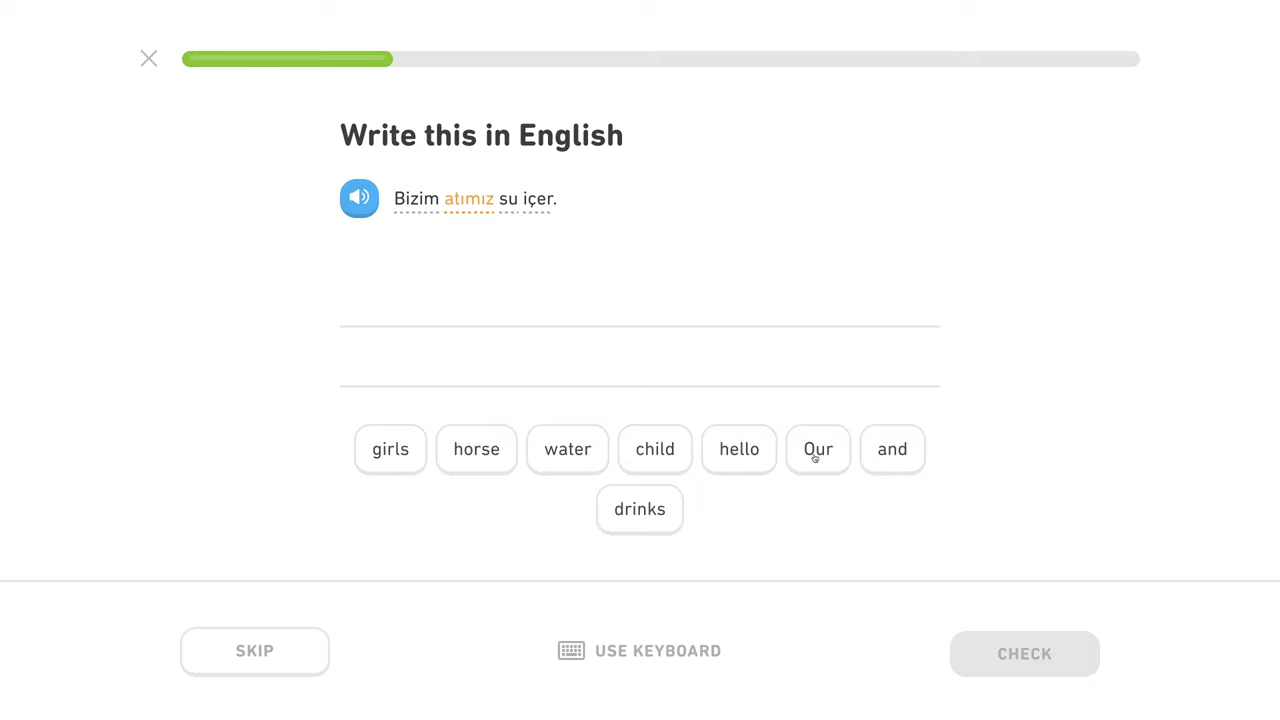 Write this in English
Bizim atımız su içer.
girls horse water child hello Our and
drinks
SKIP USE KEYBOARD CHECK